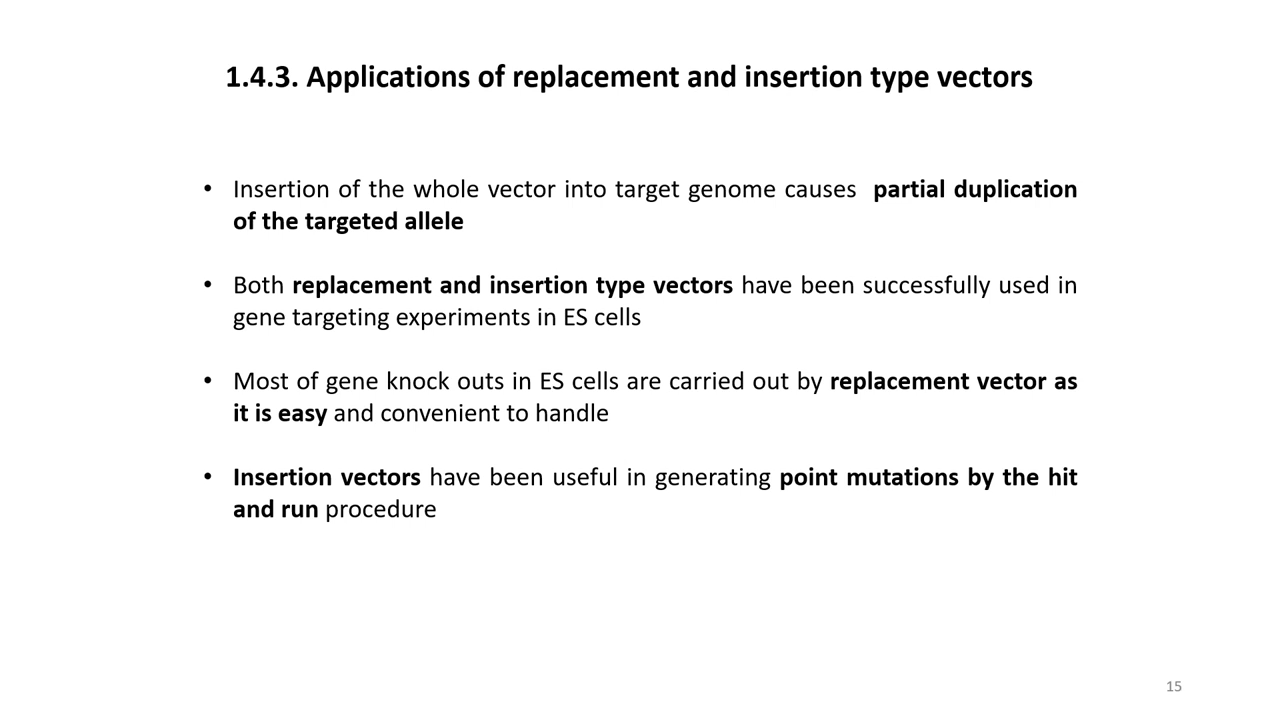 1.4.3. Applications of replacement and insertion type vectors
• Insertion of the whole vector into target genome causes partial duplication
of the targeted allele
• Both replacement and insertion type vectors have been successfully used in
gene targeting experiments in ES cells
• Most of gene knock outs in ES cells are carried out by replacement vector as
it is easy and convenient to handle
• Insertion vectors have been useful in generating point mutations by the hit
and run procedure
15